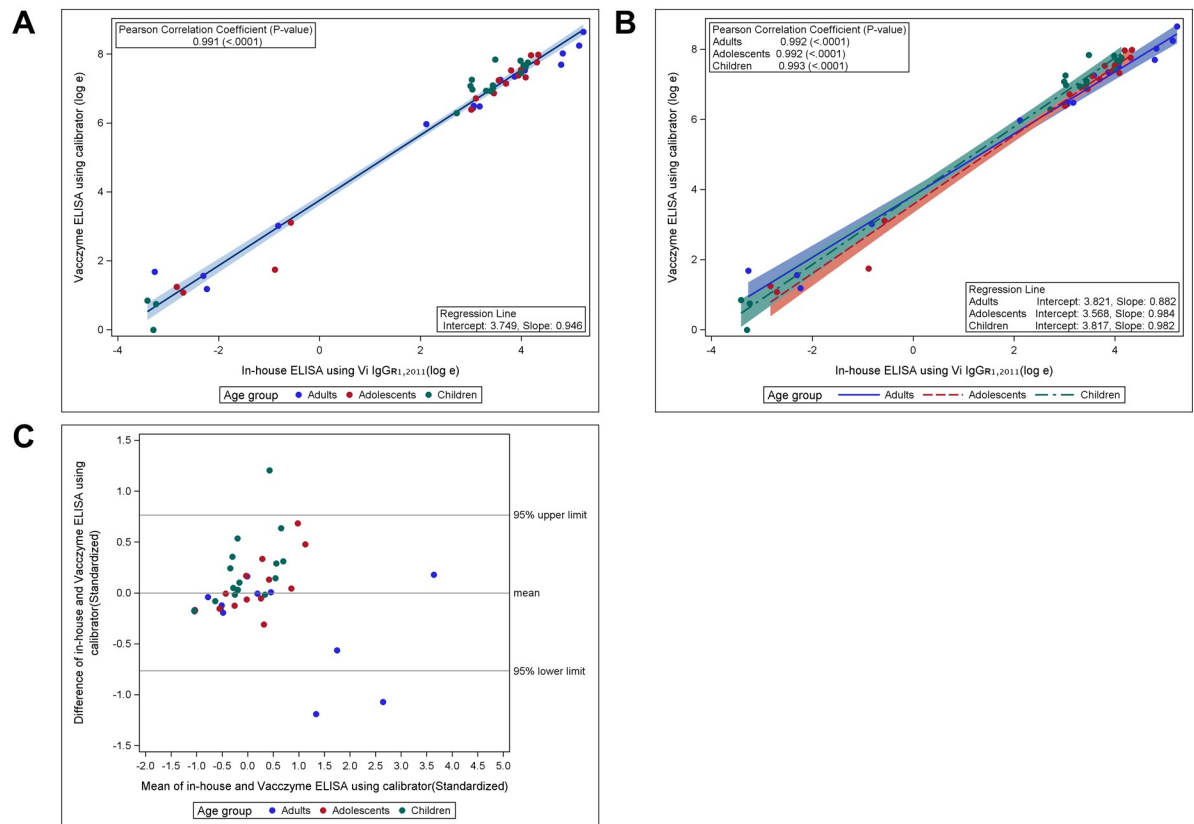 A
Pearson Correlation Coefficient (P-value)
0.991 (<.0001)
Vacczyme ELISA using calibrator (log e)
8
6
4
2
0
Regression Line
Intercept: 3.749, Slope: 0.946
-4 -2 0 2 4
In-house ELISA using Vi IgGR1,2011(log e)
Age group Adults Adolescents Children
B
Pearson Correlation Coefficient (P-value)
Adults 0.992 (<.0001)
Adolescents 0.992 (<.0001)
Children 0.993 (<.0001)
Vacczyme ELISA using calibrator (log e)
8
6
4
2
0
Regression Line
Adults Intercept: 3.821, Slope: 0.882
Adolescents Intercept: 3.568, Slope: 0.984
Children Intercept: 3.817, Slope: 0.982
-4 -2 0 2 4
In-house ELISA using Vi IgGR1,2011(log e)
Age group Adults Adolescents Children
C
Difference of in-house and Vacczyme ELISA using
calibrator(Standardized)
1.5
1.0
0.5
0.0
-0.5
-1.0
-1.5
95% upper limit
mean
95% lower limit
-2.0 -1.5 -1.0 -0.5 0.0 0.5 1.0 1.5 2.0 2.5 3.0 3.5 4.0 4.5 5.0
Mean of in-house and Vacczyme ELISA using calibrator(Standardized)
Age group Adults Adolescents Children